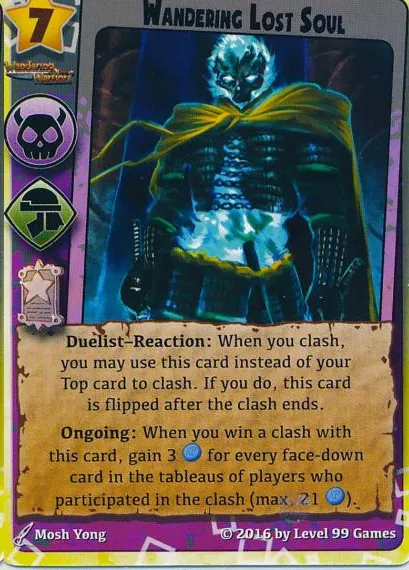 Wandering Lost Soul
7
Wandering
Warriors
Duelist–Reaction: When you clash,
you may use this card instead of your
Top card to clash. If you do, this card
is flipped after the clash ends.
Ongoing: When you win a clash with
this card, gain 3 for every face-down
card in the tableaus of players who
participated in the clash (max. 21 ).
Mosh Yong
© 2016 by Level 99 Games